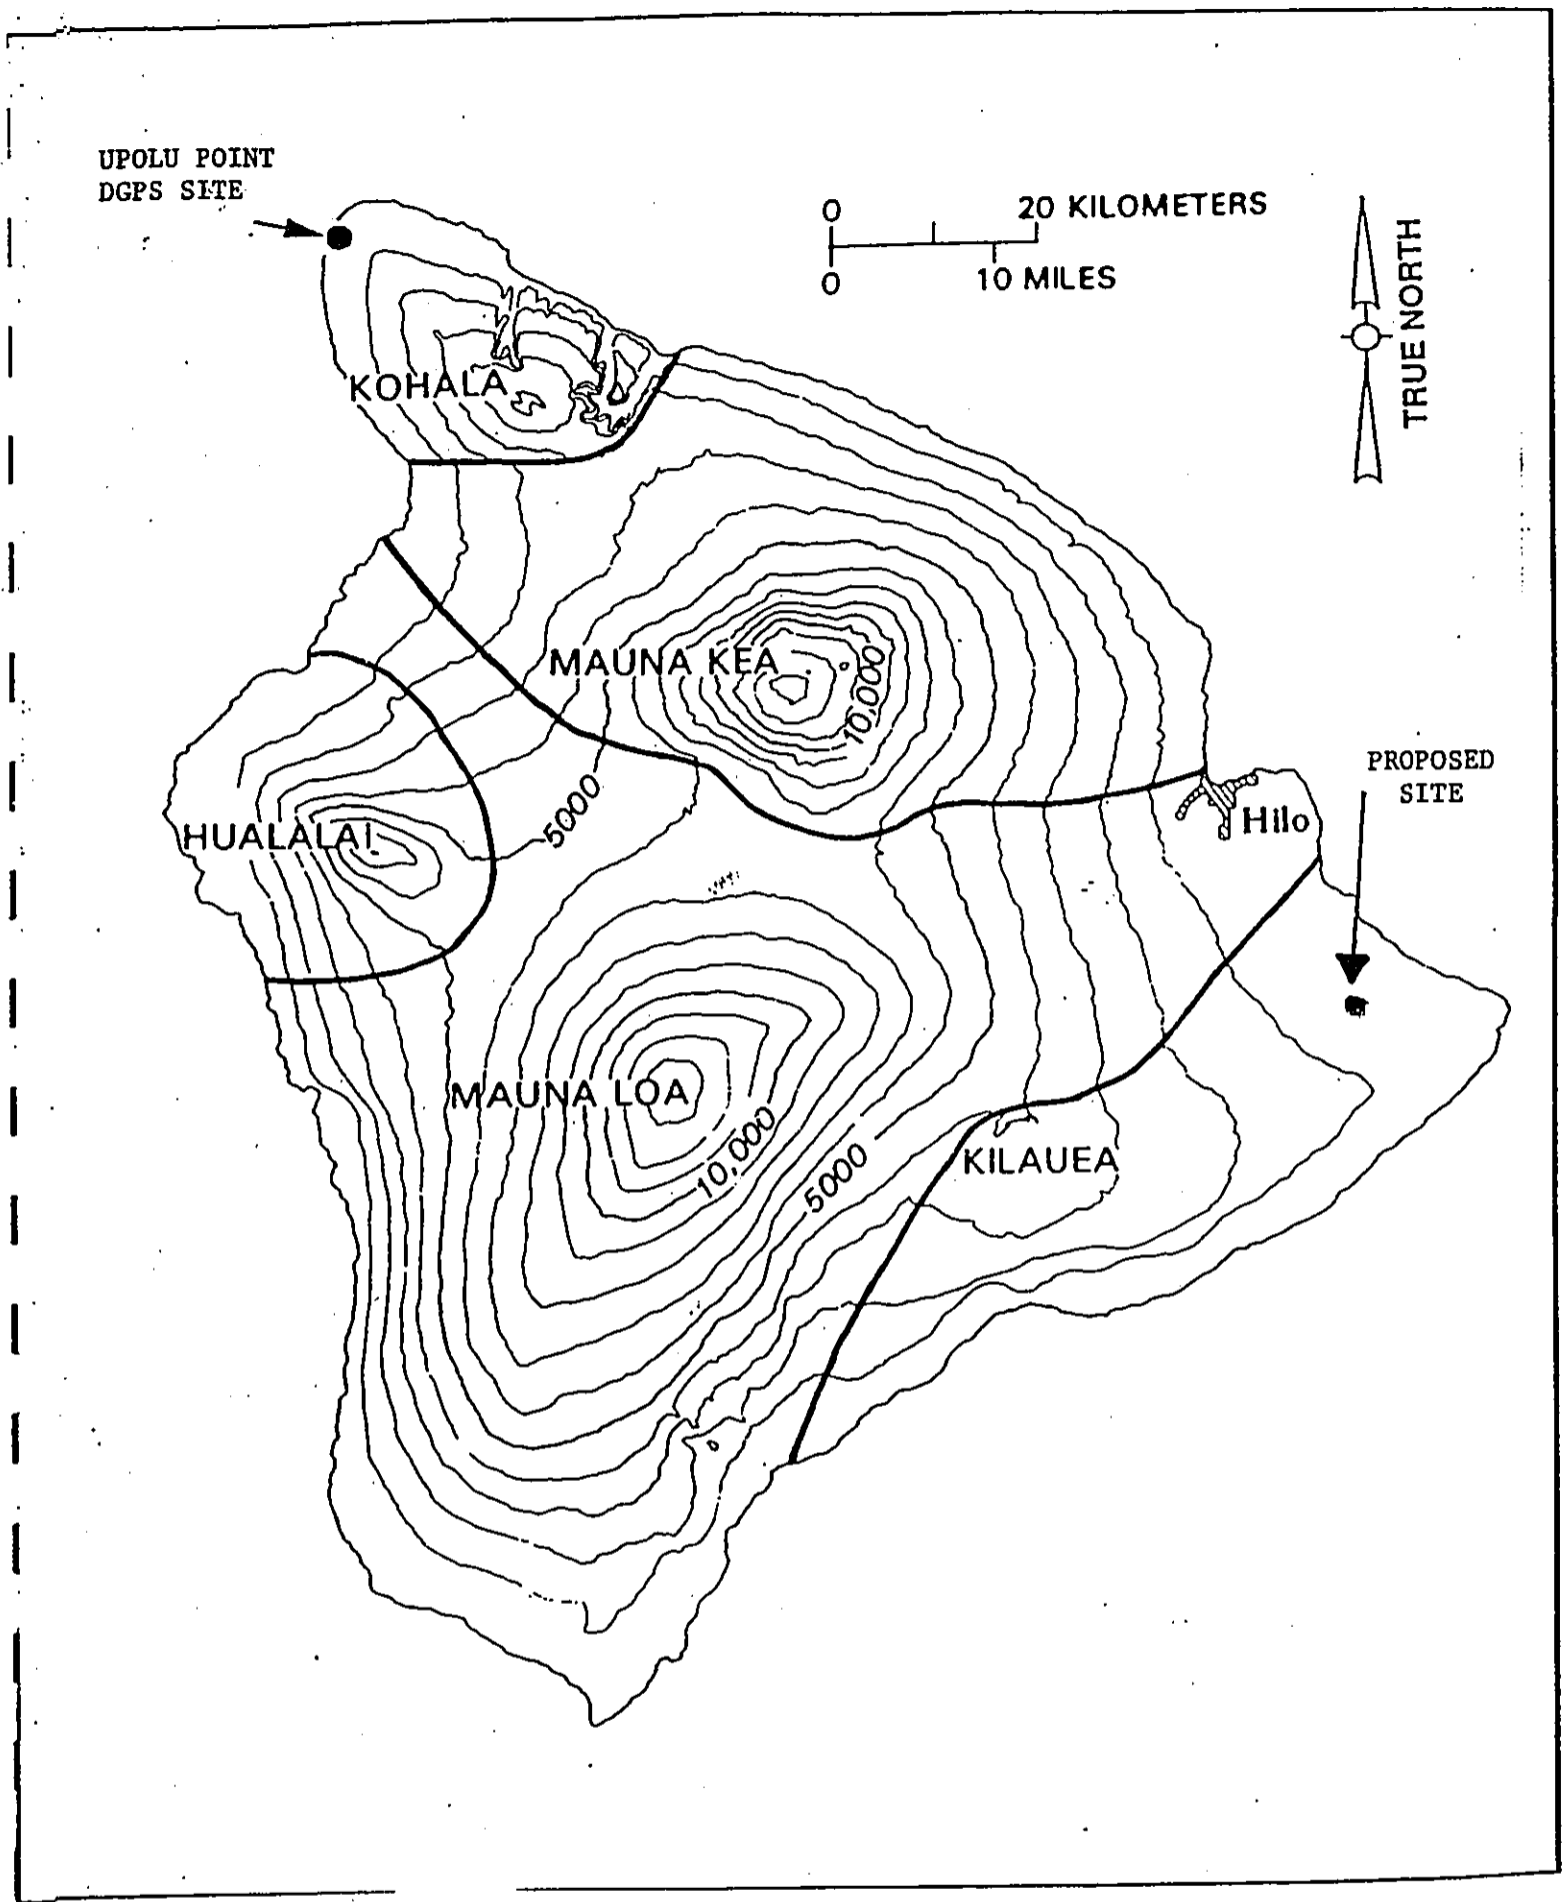 UPOLU POINT
DGPS SITE
0
20 KILOMETERS
0
10 MILES
TRUE NORTH
KOHALA
MAUNA KEA
10,000
PROPOSED
SITE
5000
HUALALAI
Hilo
MAUNA LOA
10,000
5000
KILAUEA